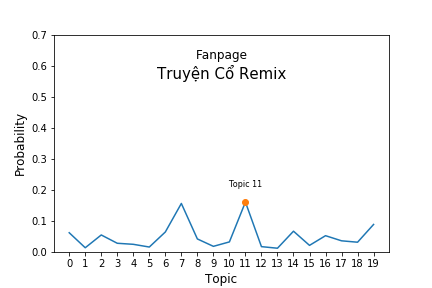 Fanpage
Truyện Cổ Remix
0.7
0.6
0.5
0.4
0.3
0.2
0.1
0.0
Probability
Topic 11
0 1 2 3 4 5 6 7 8 9 10 11 12 13 14 15 16 17 18 19
Topic